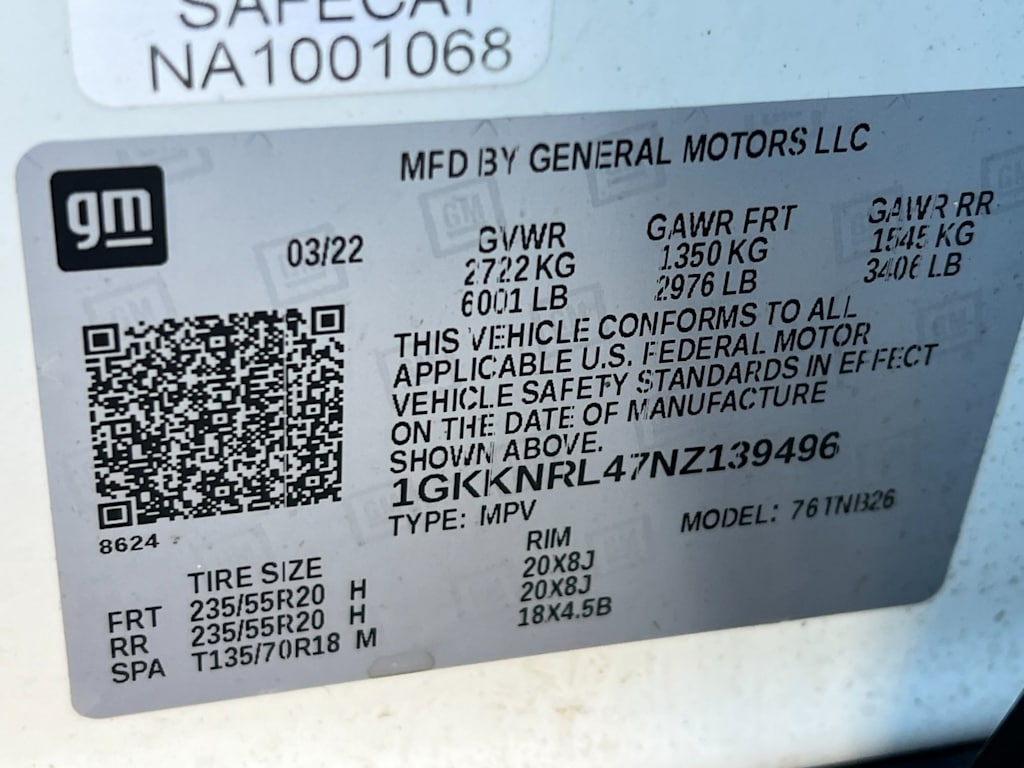 SAFECAT
NA1001068
gm
MFD BY GENERAL MOTORS LLC
03/22
GVWR GAWR FRT GAWR RR
2722 KG 1350 KG 1545 KG
6001 LB 2976 LB 3406 LB
THIS VEHICLE CONFORMS TO ALL
APPLICABLE U.S. FEDERAL MOTOR
VEHICLE SAFETY STANDARDS IN EFFECT
ON THE DATE OF MANUFACTURE
SHOWN ABOVE.
1GKKNRL47NZ139496
TYPE: MPV MODEL: 761NB26
8624
TIRE SIZE RIM
FRT 235/55R20 H 20X8J
RR 235/55R20 H 20X8J
SPA T135/70R18 M 18X4.5B